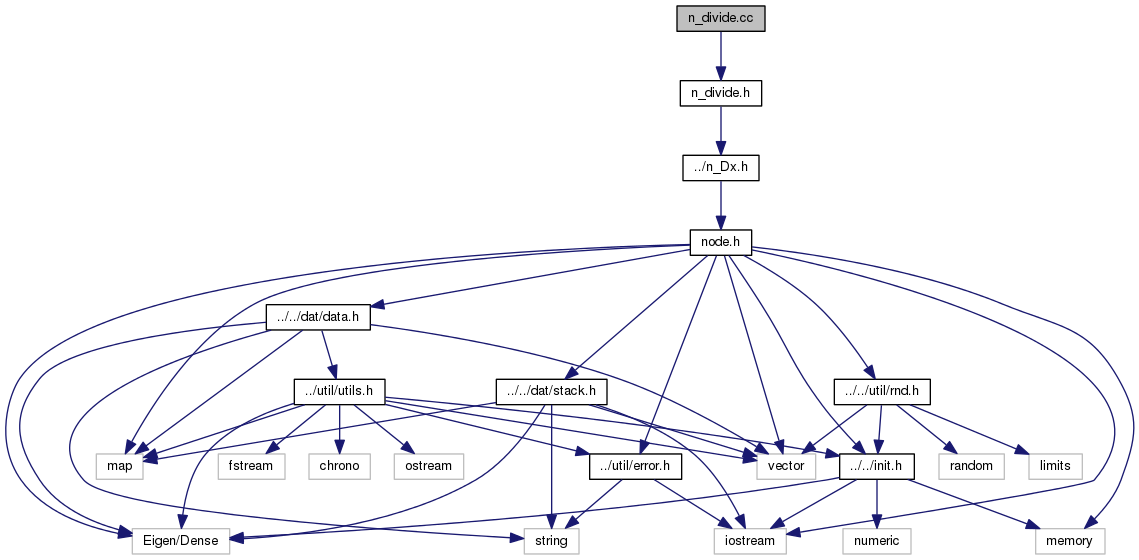 n_divide.cc
n_divide.h
../n_Dx.h
node.h
../../dat/data.h
../util/utils.h
../../dat/stack.h
../../util/rnd.h
map
fstream
chrono
ostream
../util/error.h
vector
../../init.h
random
limits
Eigen/Dense
string
iostream
numeric
memory